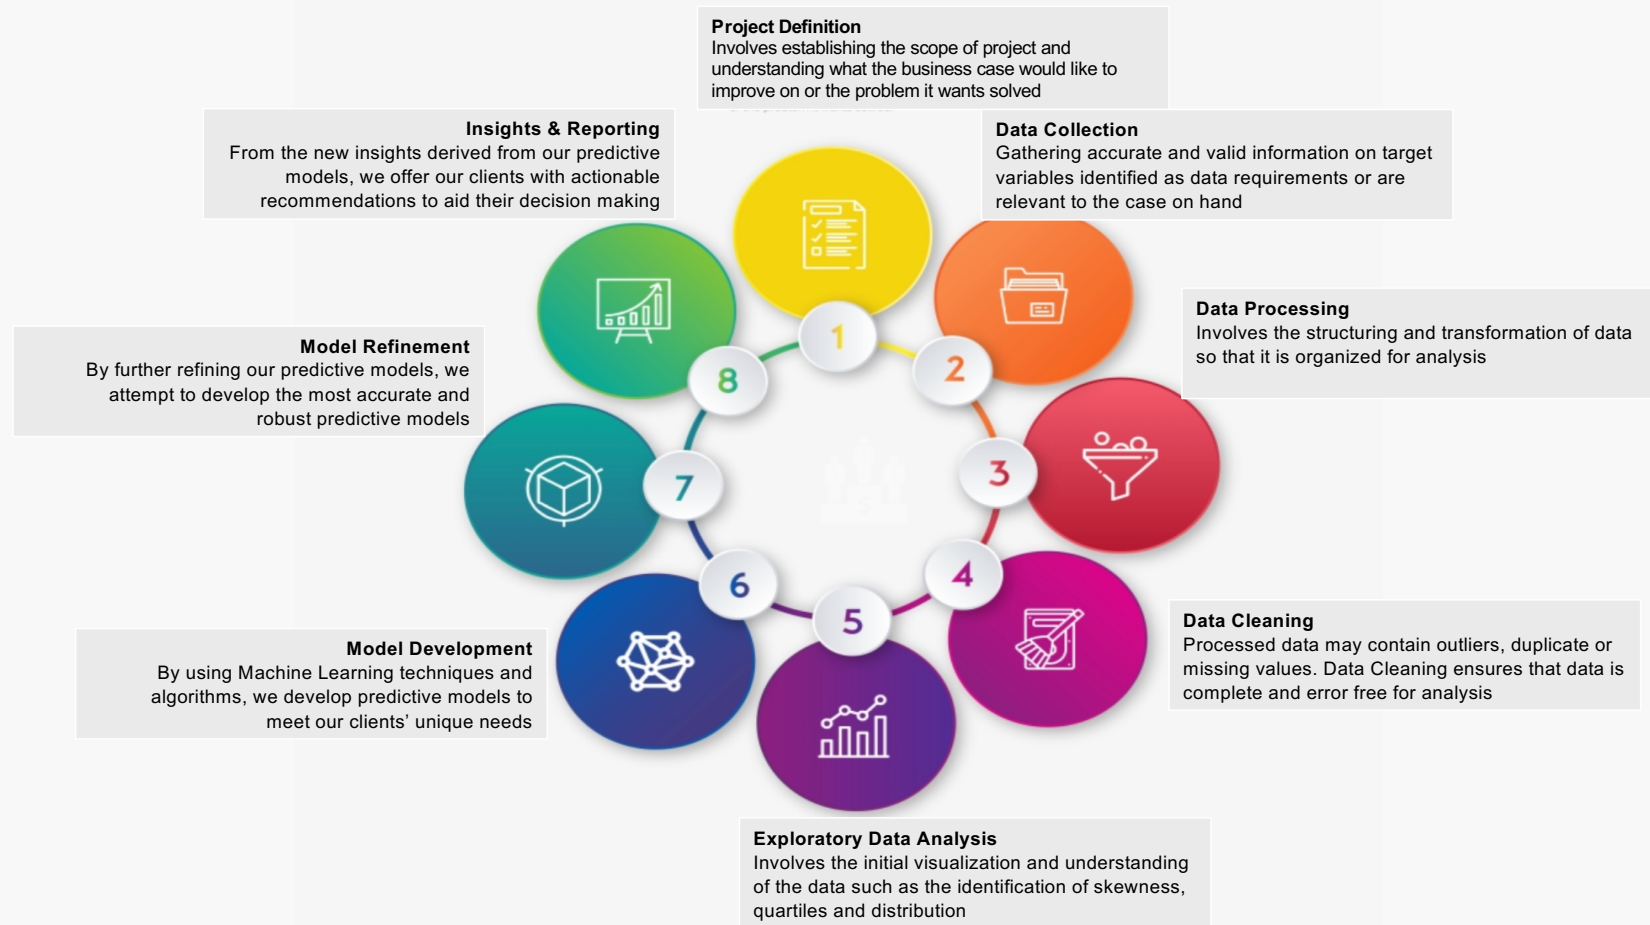 Project Definition
Involves establishing the scope of project and
understanding what the business case would like to
improve on or the problem it wants solved
Data Collection
Gathering accurate and valid information on target
variables identified as data requirements or are
relevant to the case on hand
Data Processing
Involves the structuring and transformation of data
so that it is organized for analysis
Data Cleaning
Processed data may contain outliers, duplicate or
missing values. Data Cleaning ensures that data is
complete and error free for analysis
Exploratory Data Analysis
Involves the initial visualization and understanding
of the data such as the identification of skewness,
quartiles and distribution
Model Development
By using Machine Learning techniques and
algorithms, we develop predictive models to
meet our clients’ unique needs
Model Refinement
By further refining our predictive models, we
attempt to develop the most accurate and
robust predictive models
Insights & Reporting
From the new insights derived from our predictive
models, we offer our clients with actionable
recommendations to aid their decision making
1
2
3
4
5
6
7
8